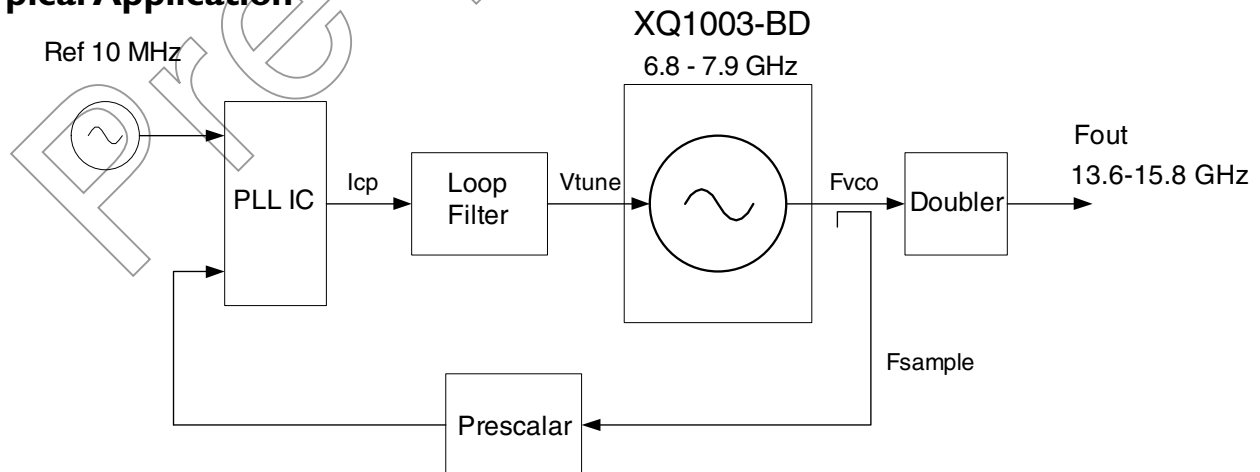 pical Application
XQ1003-BD
Ref 10 MHz
6.8 - 7.9 GHz
Fout
13.6-15.8 GHz
PLL IC
Icp
Loop
Filter
Vtune
Fvco
Doubler
Fsample
Prescalar
Pre